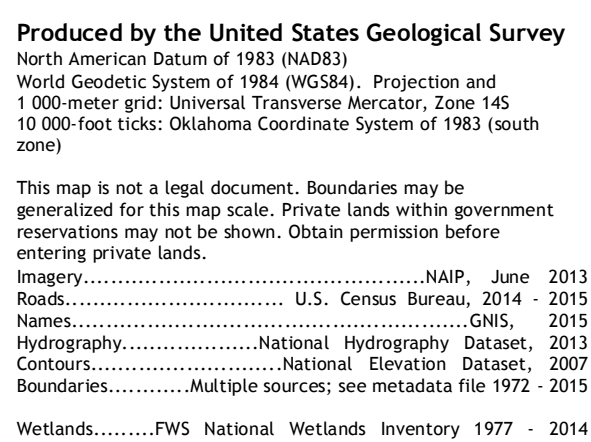 Produced by the United States Geological Survey
North American Datum of 1983 (NAD83)
World Geodetic System of 1984 (WGS84).  Projection and
1 000-meter grid: Universal Transverse Mercator, Zone 14S
10 000-foot ticks: Oklahoma Coordinate System of 1983 (south
zone)
This map is not a legal document. Boundaries may be
generalized for this map scale. Private lands within government
reservations may not be shown. Obtain permission before
entering private lands.
Imagery.................................................NAIP, June 2013
Roads............................... U.S. Census Bureau, 2014 - 2015
Names........................................................GNIS, 2015
Hydrography...................National Hydrography Dataset, 2013
Contours...........................National Elevation Dataset, 2007
Boundaries............Multiple sources; see metadata file 1972 - 2015
Wetlands.........FWS National Wetlands Inventory 1977 - 2014